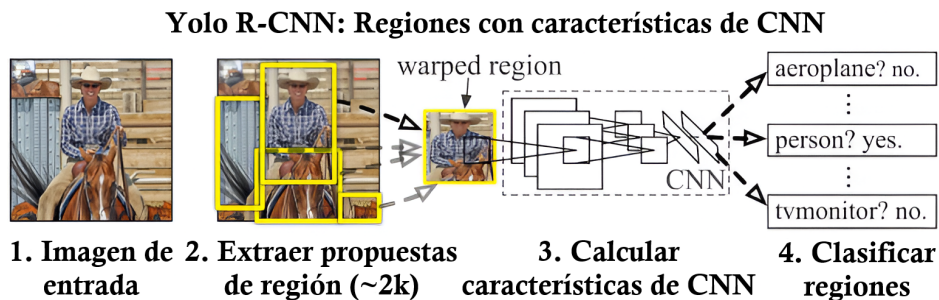 Yolo R-CNN: Regiones con características de CNN
warped region
aeroplane? no.
person? yes.
CNN
tvmonitor? no.
1. Imagen de
entrada
2. Extraer propuestas
de región (~2k)
3. Calcular
características de CNN
4. Clasificar
regiones